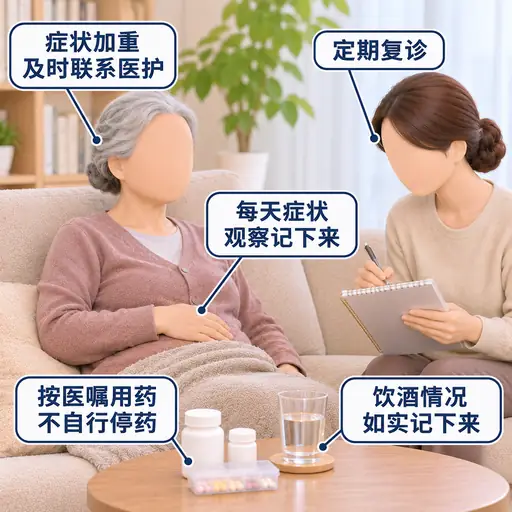 症状加重
及时联系医护
定期复诊
每天症状
观察记下来
按医嘱用药
不自行停药
饮酒情况
如实记下来